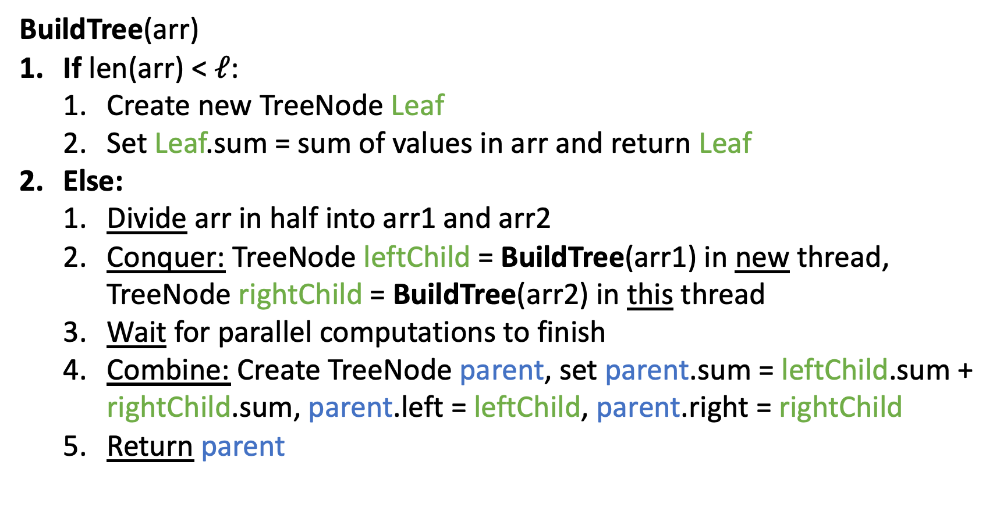 BuildTree(arr)
1. If len(arr) < ℓ:
1. Create new TreeNode Leaf
2. Set Leaf.sum = sum of values in arr and return Leaf
2. Else:
1. Divide arr in half into arr1 and arr2
2. Conquer: TreeNode leftChild = BuildTree(arr1) in new thread,
TreeNode rightChild = BuildTree(arr2) in this thread
3. Wait for parallel computations to finish
4. Combine: Create TreeNode parent, set parent.sum = leftChild.sum +
rightChild.sum, parent.left = leftChild, parent.right = rightChild
5. Return parent